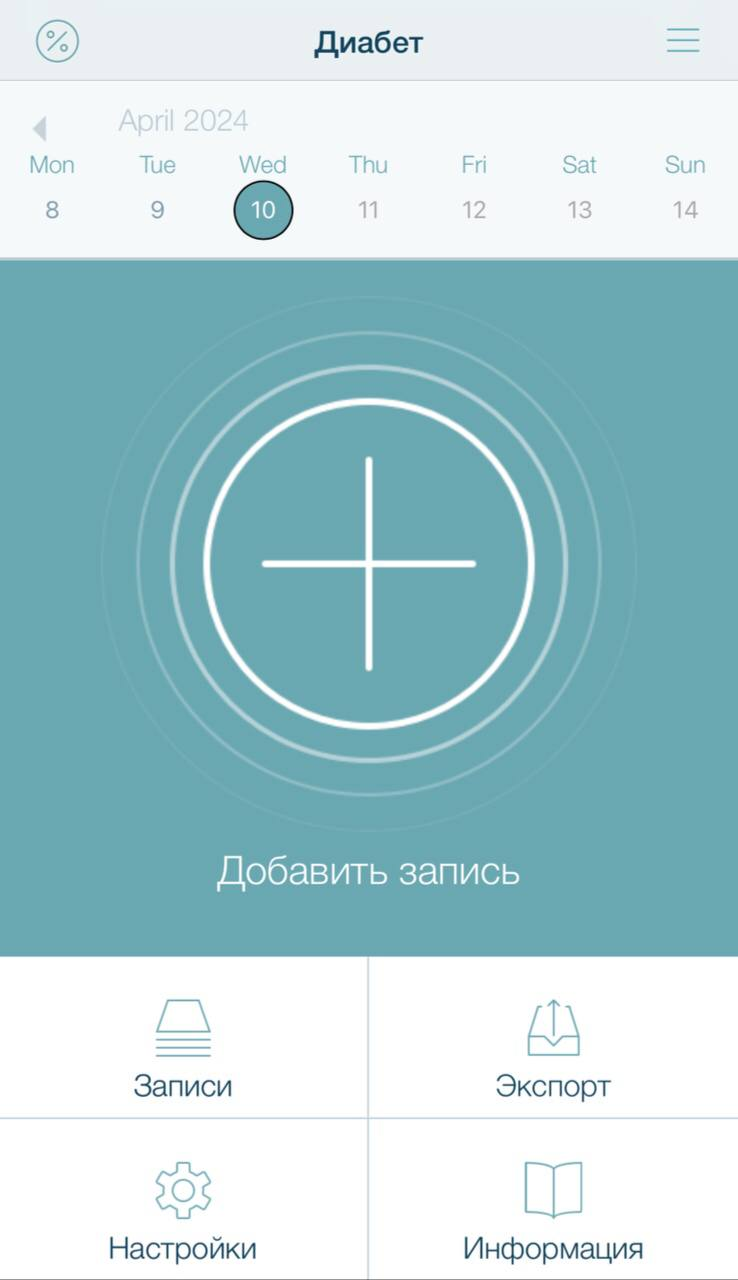 %
Диабет
April 2024
Mon Tue Wed Thu Fri Sat Sun
8 9 10 11 12 13 14
Добавить запись
Записи Экспорт
Настройки Информация